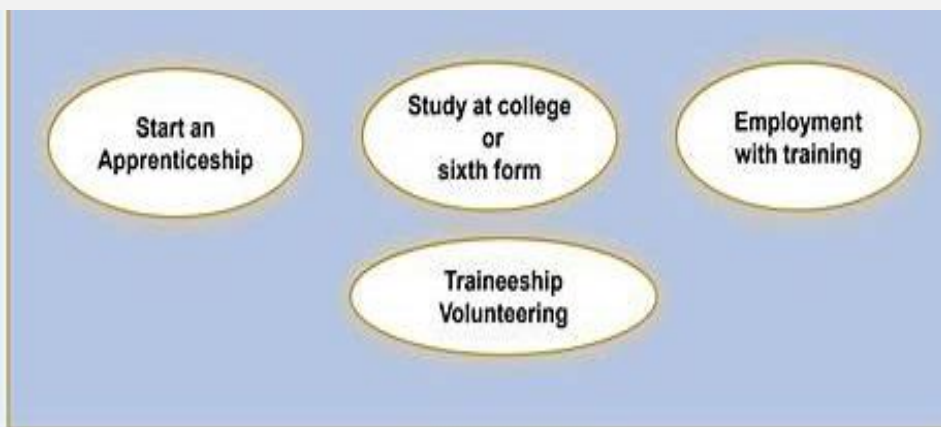 Start an
Apprenticeship
Study at college
or
sixth form
Employment
with training
Traineeship
Volunteering